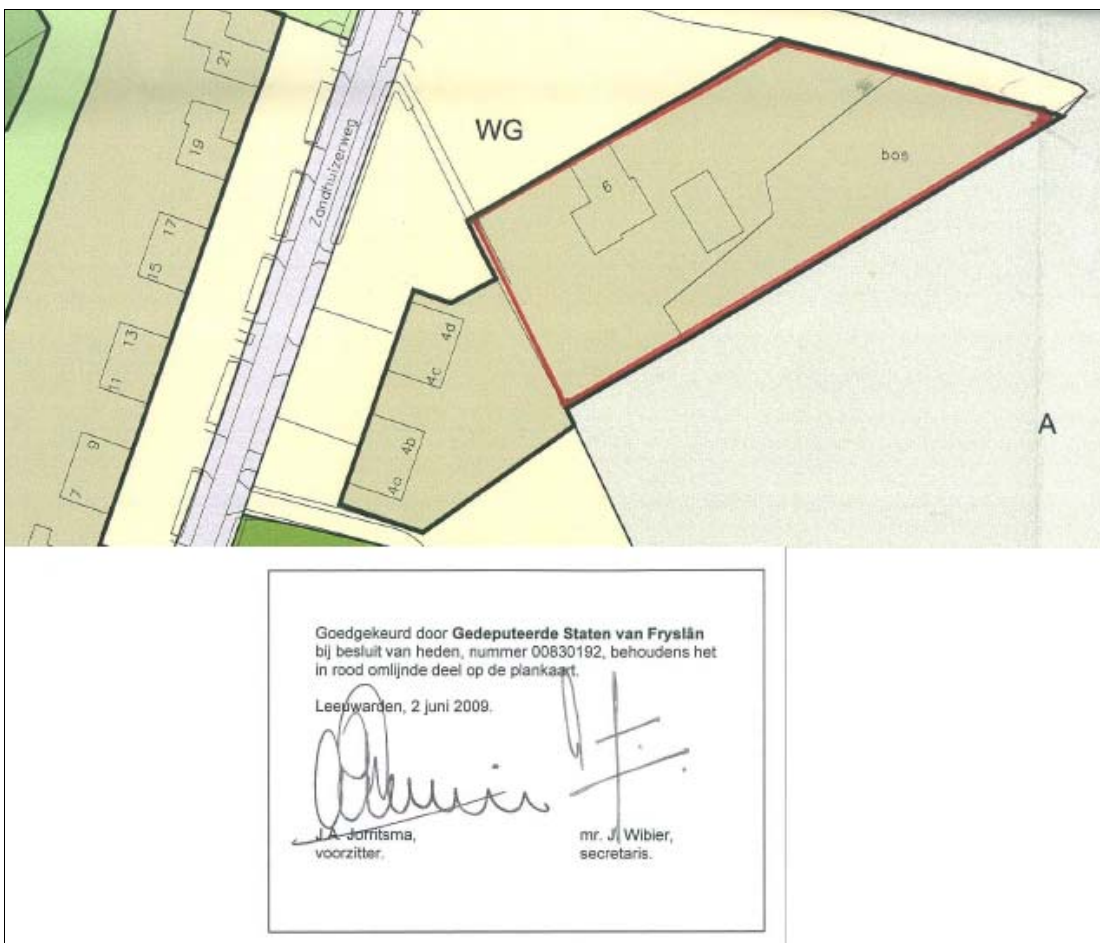 21
WG
19
Zandhuizerweg
bos
6
17
15
4d
13
4c
11
A
9
4b
7
4a
Goedgekeurd door Gedeputeerde Staten van Fryslân
bij besluit van heden, nummer 00830192, behoudens het
in rood omlijnde deel op de plankaart.
Leeuwarden, 2 juni 2009.
J.A. Jorritsma,
mr. J. Wibier,
voorzitter.
secretaris.